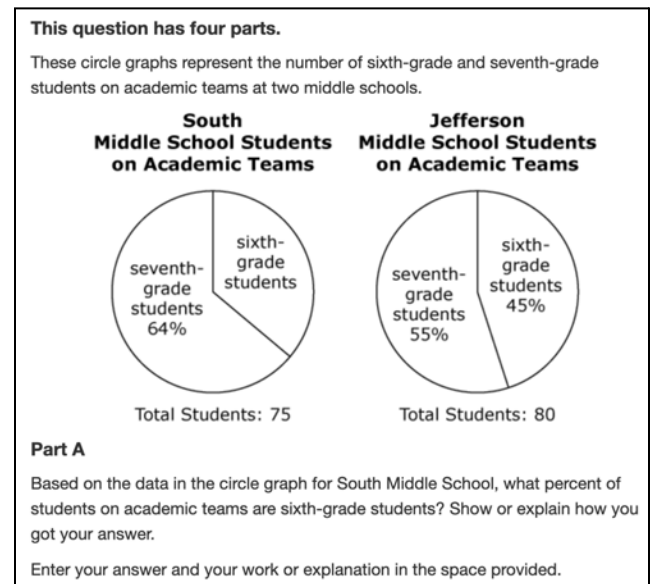 This question has four parts.
These circle graphs represent the number of sixth-grade and seventh-grade
students on academic teams at two middle schools.
South
Middle School Students
on Academic Teams
Jefferson
Middle School Students
on Academic Teams
seventh-
grade
students
64%
sixth-
grade
students
seventh-
grade
students
55%
sixth-
grade
students
45%
Total Students: 75
Total Students: 80
Part A
Based on the data in the circle graph for South Middle School, what percent of
students on academic teams are sixth-grade students? Show or explain how you
got your answer.
Enter your answer and your work or explanation in the space provided.